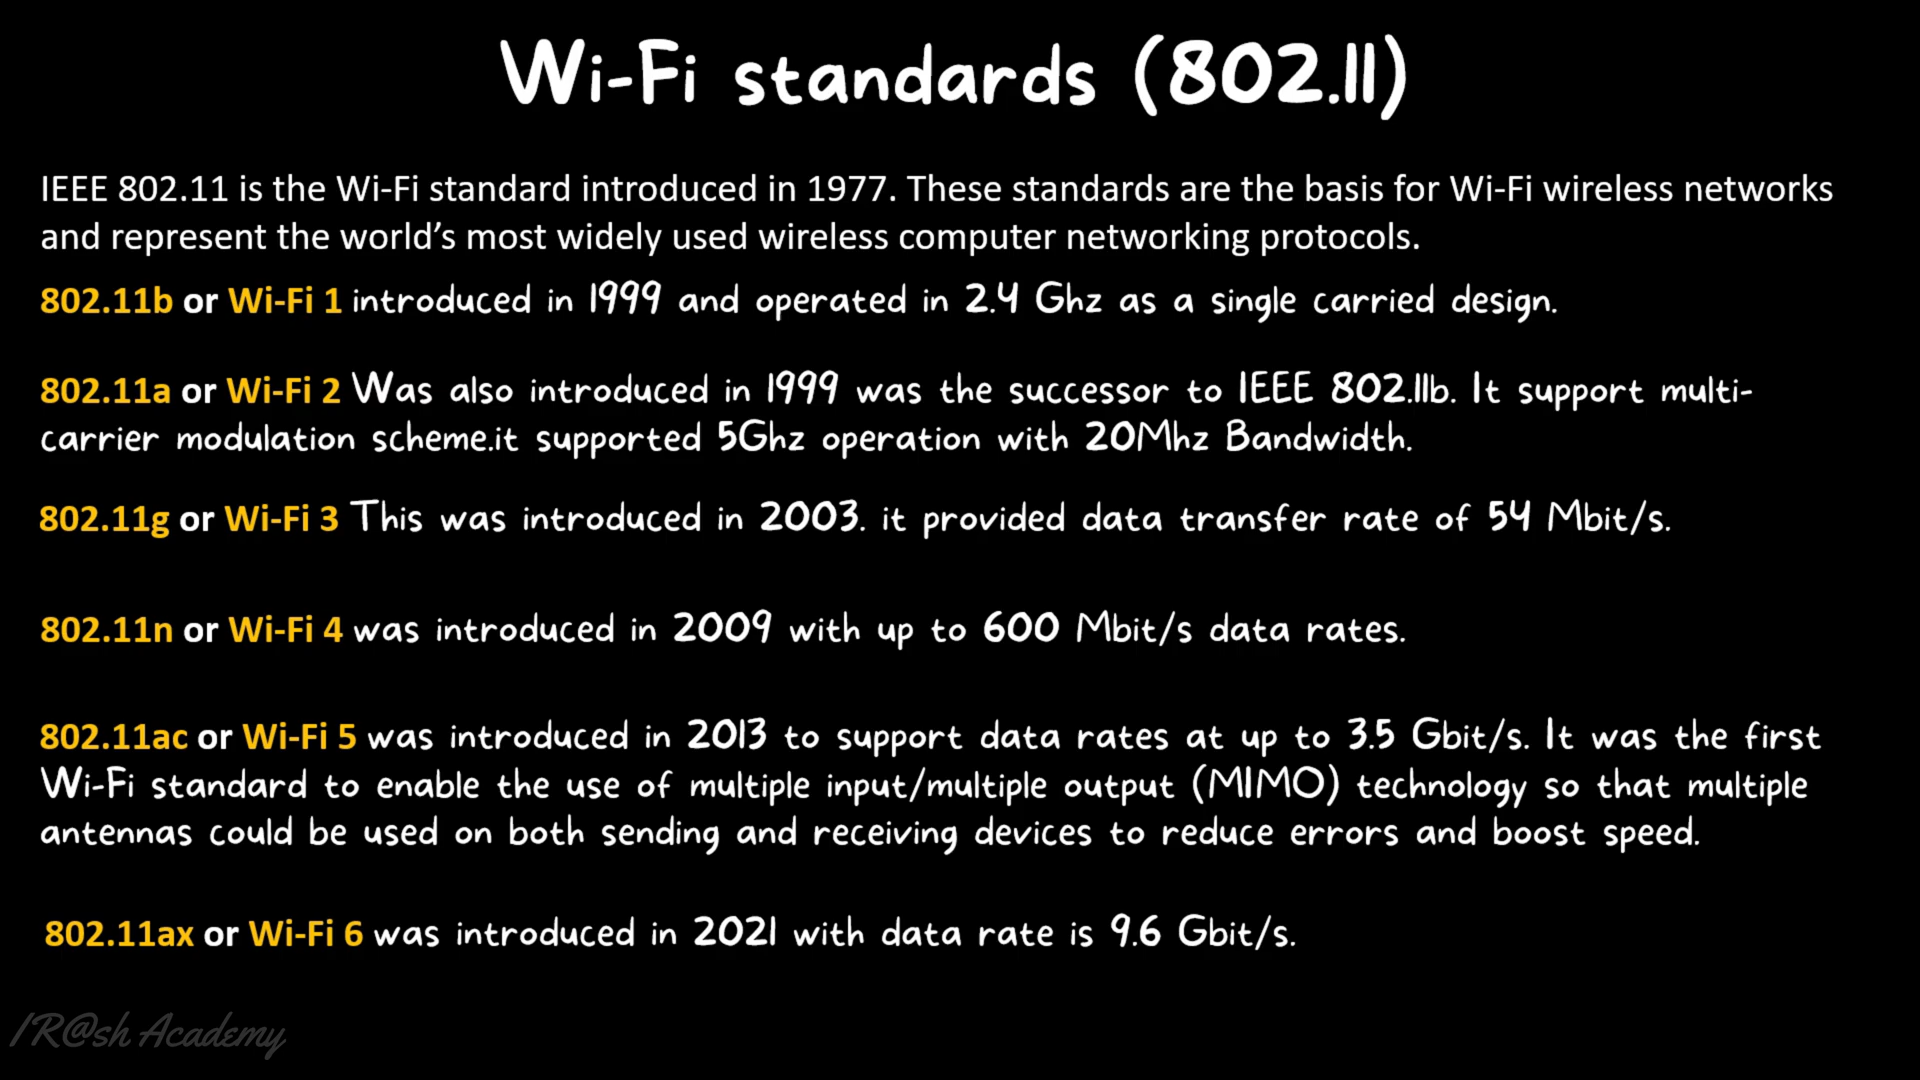 Wi-Fi standards (802.11)
IEEE 802.11 is the Wi-Fi standard introduced in 1977. These standards are the basis for Wi-Fi wireless networks
and represent the world’s most widely used wireless computer networking protocols.
802.11b or Wi-Fi 1 introduced in 1999 and operated in 2.4 Ghz as a single carried design.
802.11a or Wi-Fi 2 Was also introduced in 1999 was the successor to IEEE 802.11b. It support multi-
carrier modulation scheme.it supported 5Ghz operation with 20Mhz Bandwidth.
802.11g or Wi-Fi 3 This was introduced in 2003. it provided data transfer rate of 54 Mbit/s.
802.11n or Wi-Fi 4 was introduced in 2009 with up to 600 Mbit/s data rates.
802.11ac or Wi-Fi 5 was introduced in 2013 to support data rates at up to 3.5 Gbit/s. It was the first
Wi-Fi standard to enable the use of multiple input/multiple output (MIMO) technology so that multiple
antennas could be used on both sending and receiving devices to reduce errors and boost speed.
802.11ax or Wi-Fi 6 was introduced in 2021 with data rate is 9.6 Gbit/s.
IR@sh Academy